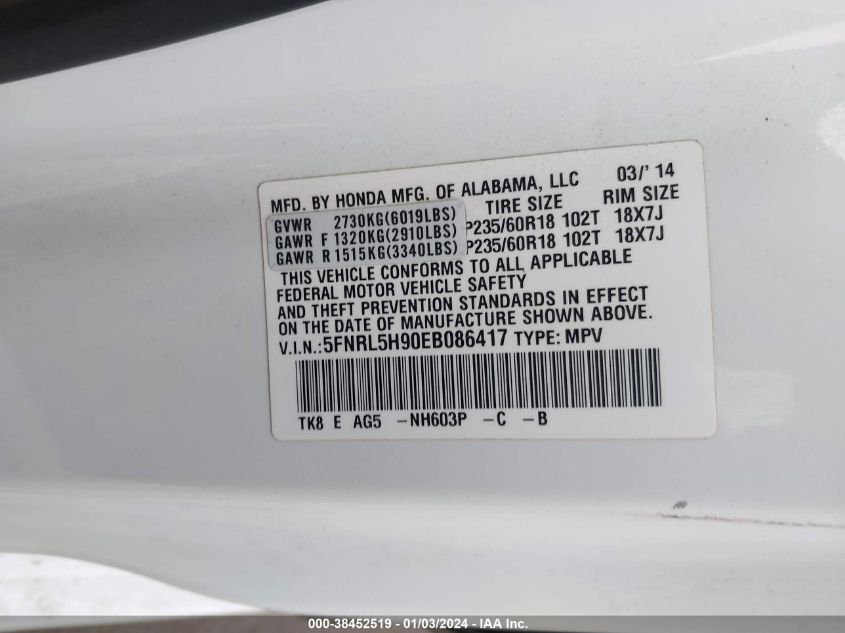 MFD. BY HONDA MFG. OF ALABAMA, LLC 03/' 14
TIRE SIZE RIM SIZE
GVWR 2730KG(6019LBS)
GAWR F 1320KG(2910LBS) P235/60R18 102T 18X7J
GAWR R 1515KG(3340LBS) P235/60R18 102T 18X7J
THIS VEHICLE CONFORMS TO ALL APPLICABLE
FEDERAL MOTOR VEHICLE SAFETY
AND THEFT PREVENTION STANDARDS IN EFFECT
ON THE DATE OF MANUFACTURE SHOWN ABOVE.
V.I.N.:5FNRL5H90EB086417 TYPE: MPV
TK8 E AG5 -NH603P -C -B
000-38452519 - 01/03/2024 - IAA Inc.